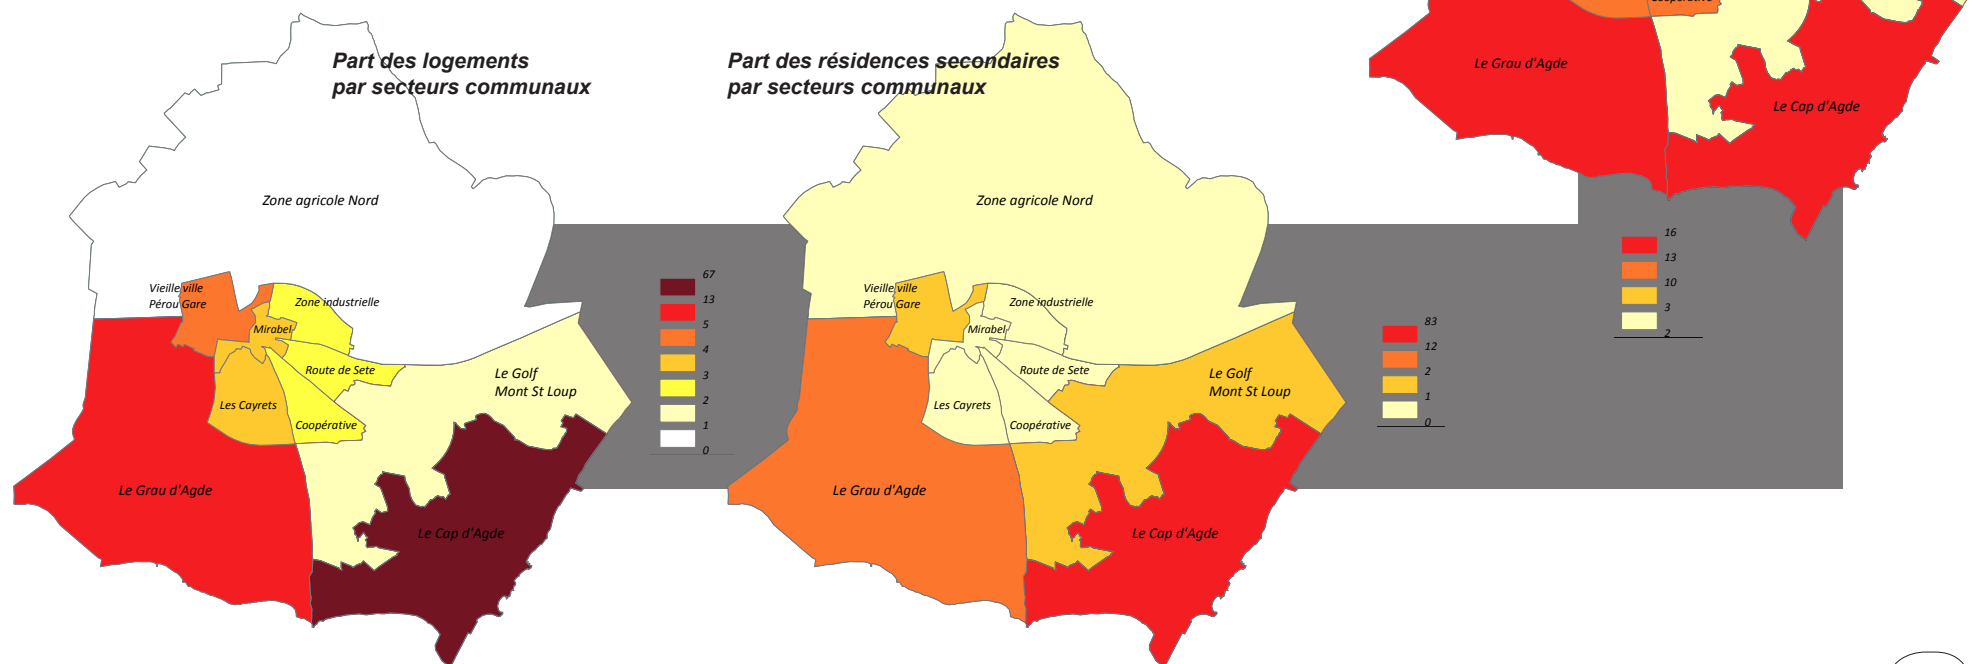 Part des logements
par secteurs communaux
Zone agricole Nord
Vieille ville
Pérou Gare
Zone industrielle
Mirabel
Route de Sete
Le Golf
Mont St Loup
Les Cayrets
Coopérative
Le Grau d'Agde
Le Cap d'Agde
67
13
5
4
3
2
1
0
Part des résidences secondaires
par secteurs communaux
Zone agricole Nord
Vieille ville
Pérou Gare
Zone industrielle
Mirabel
Route de Sete
Le Golf
Mont St Loup
Les Cayrets
Coopérative
Le Grau d'Agde
Le Cap d'Agde
83
12
2
1
0
Coopérative
Le Grau d'Agde
Le Cap d'Agde
16
13
10
3
2